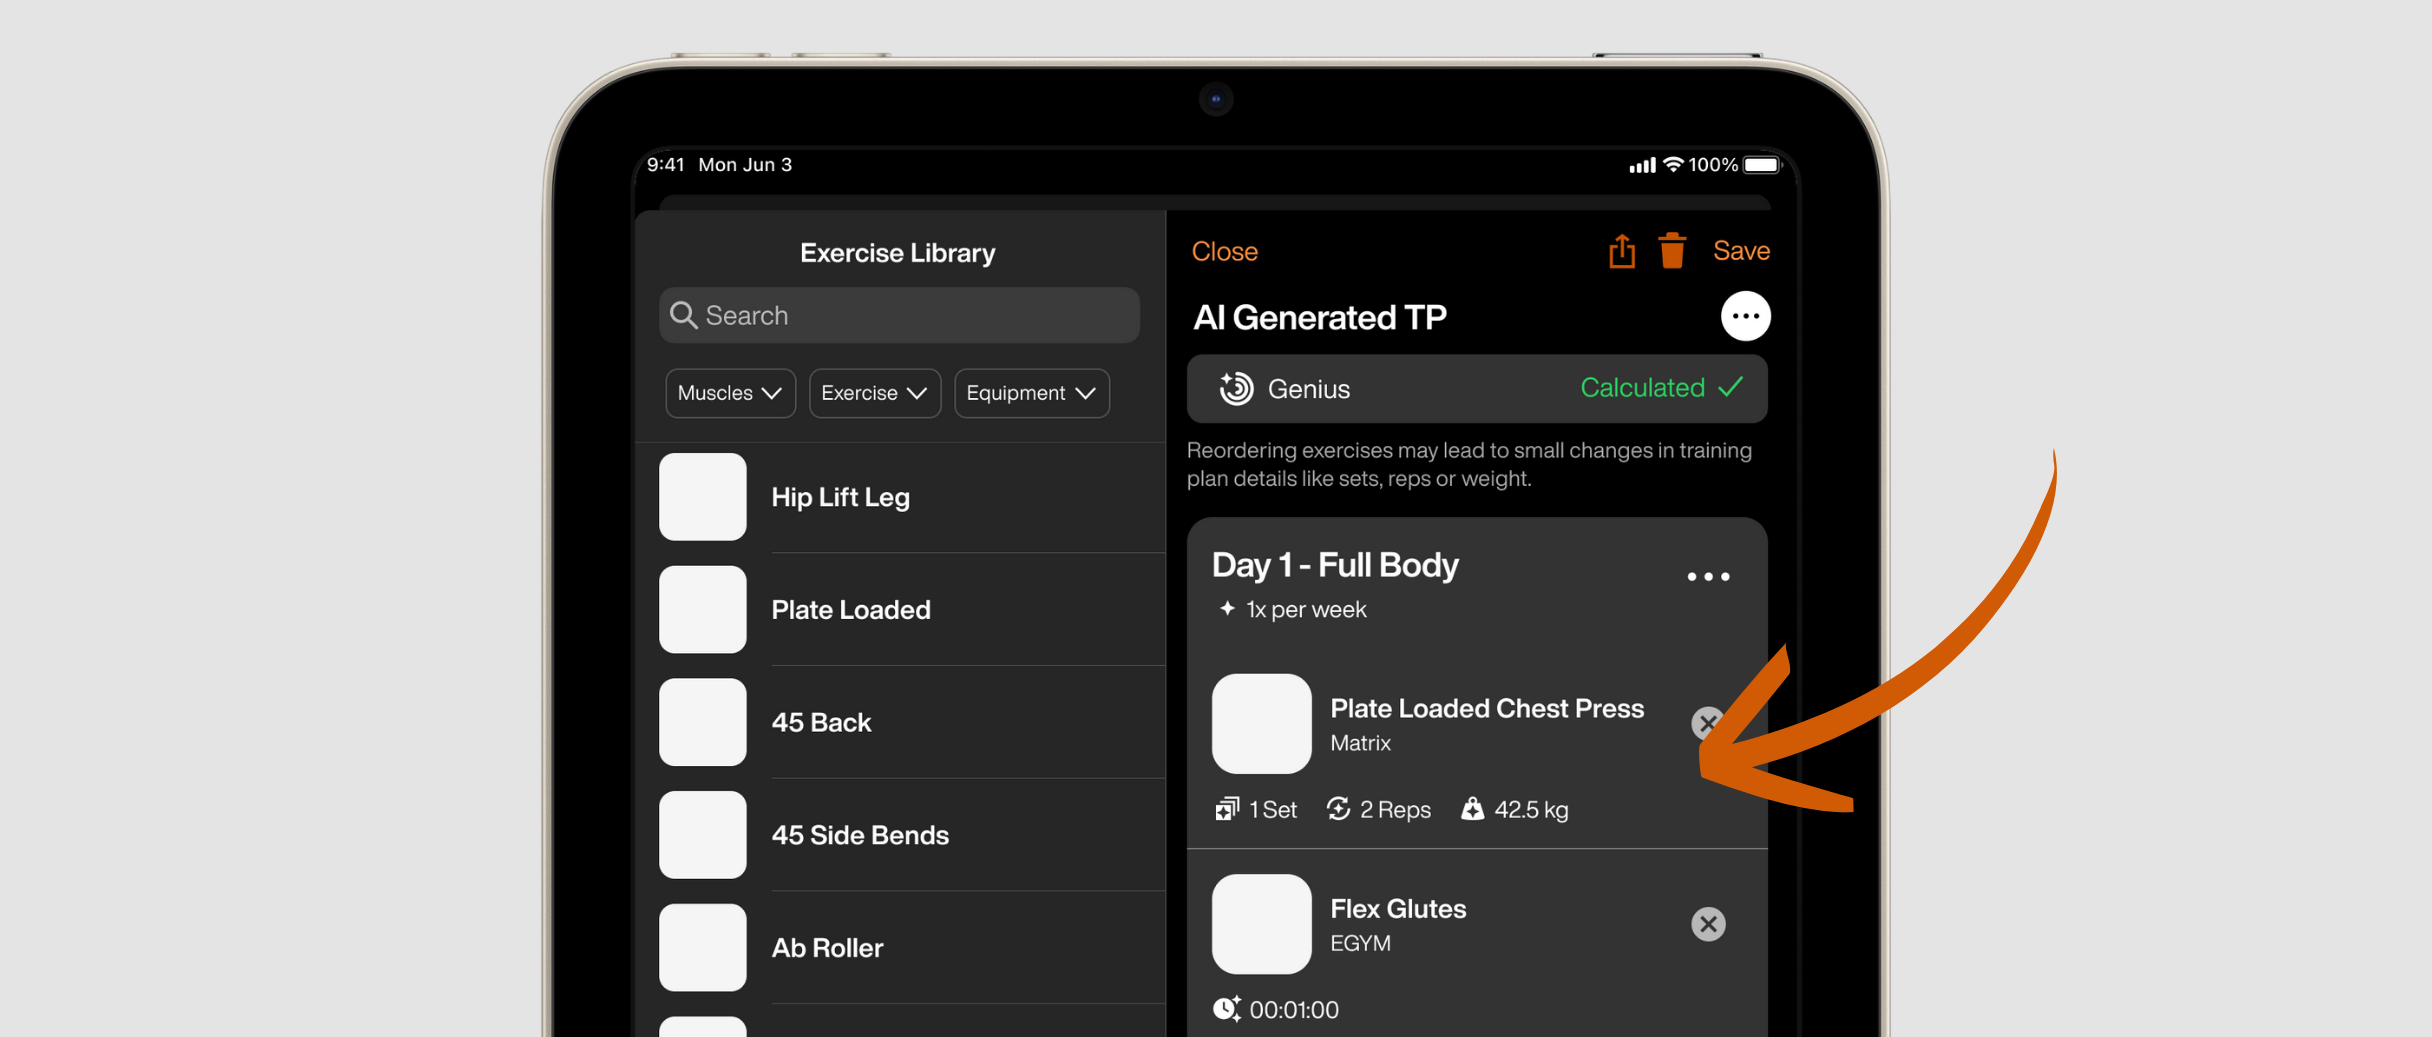 9:41 Mon Jun 3
100%
Exercise Library
Search
Muscles
Exercise
Equipment
Hip Lift Leg
Plate Loaded
45 Back
45 Side Bends
Ab Roller
Close
Save
AI Generated TP
Genius
Calculated
Reordering exercises may lead to small changes in training
plan details like sets, reps or weight.
Day 1 - Full Body
1x per week
Plate Loaded Chest Press
Matrix
1 Set
2 Reps
42.5 kg
Flex Glutes
EGYM
00:01:00